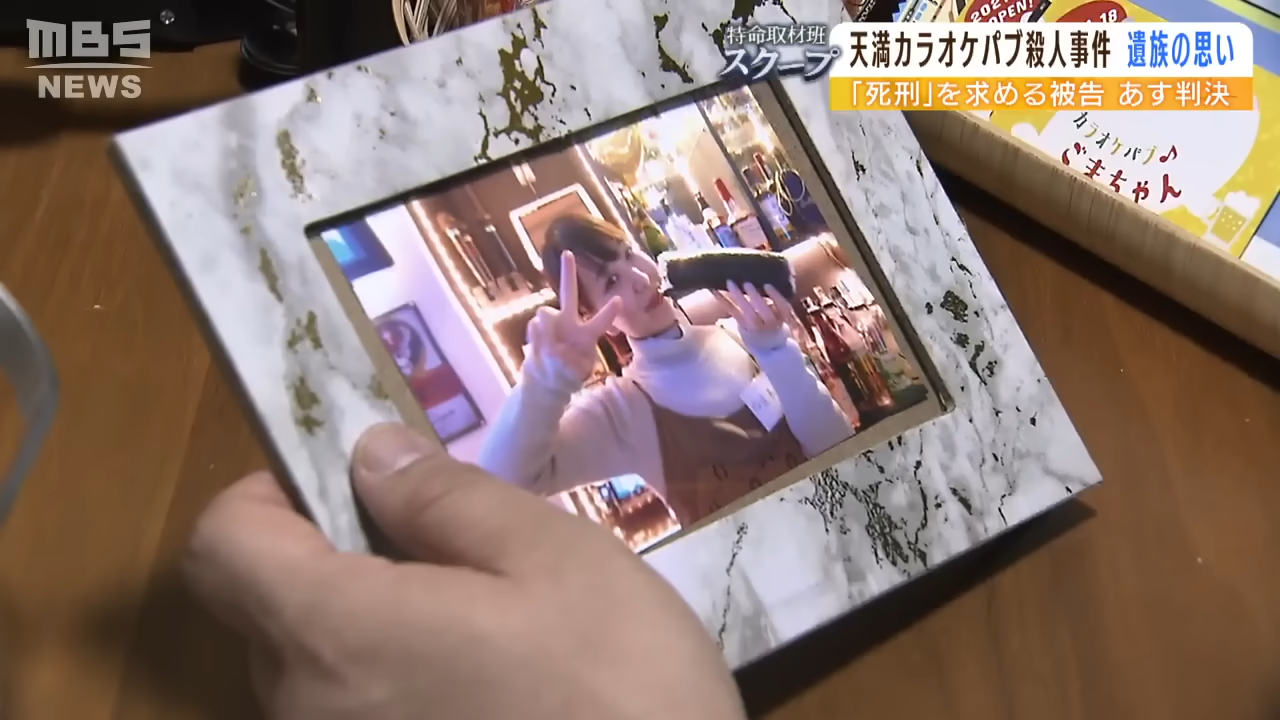 MBS
NEWS
特命取材班
スクープ
天満カラオケパブ殺人事件 遺族の思い
「死刑」を求める被告 あす判決
OPEN!
カラオケパブ♪
ごまちゃん